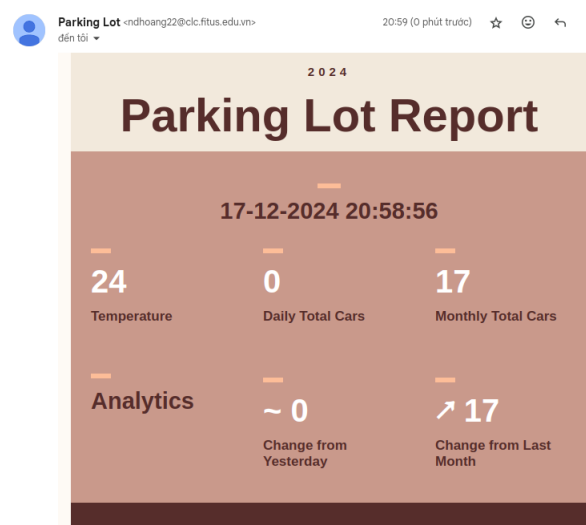 Parking Lot <ndhoang22@clc.fitus.edu.vn>
20:59 (0 phút trước)
đến tôi
2024
Parking Lot Report
17-12-2024 20:58:56
24
Temperature
0
Daily Total Cars
17
Monthly Total Cars
Analytics
~ 0
Change from
Yesterday
↗ 17
Change from Last
Month